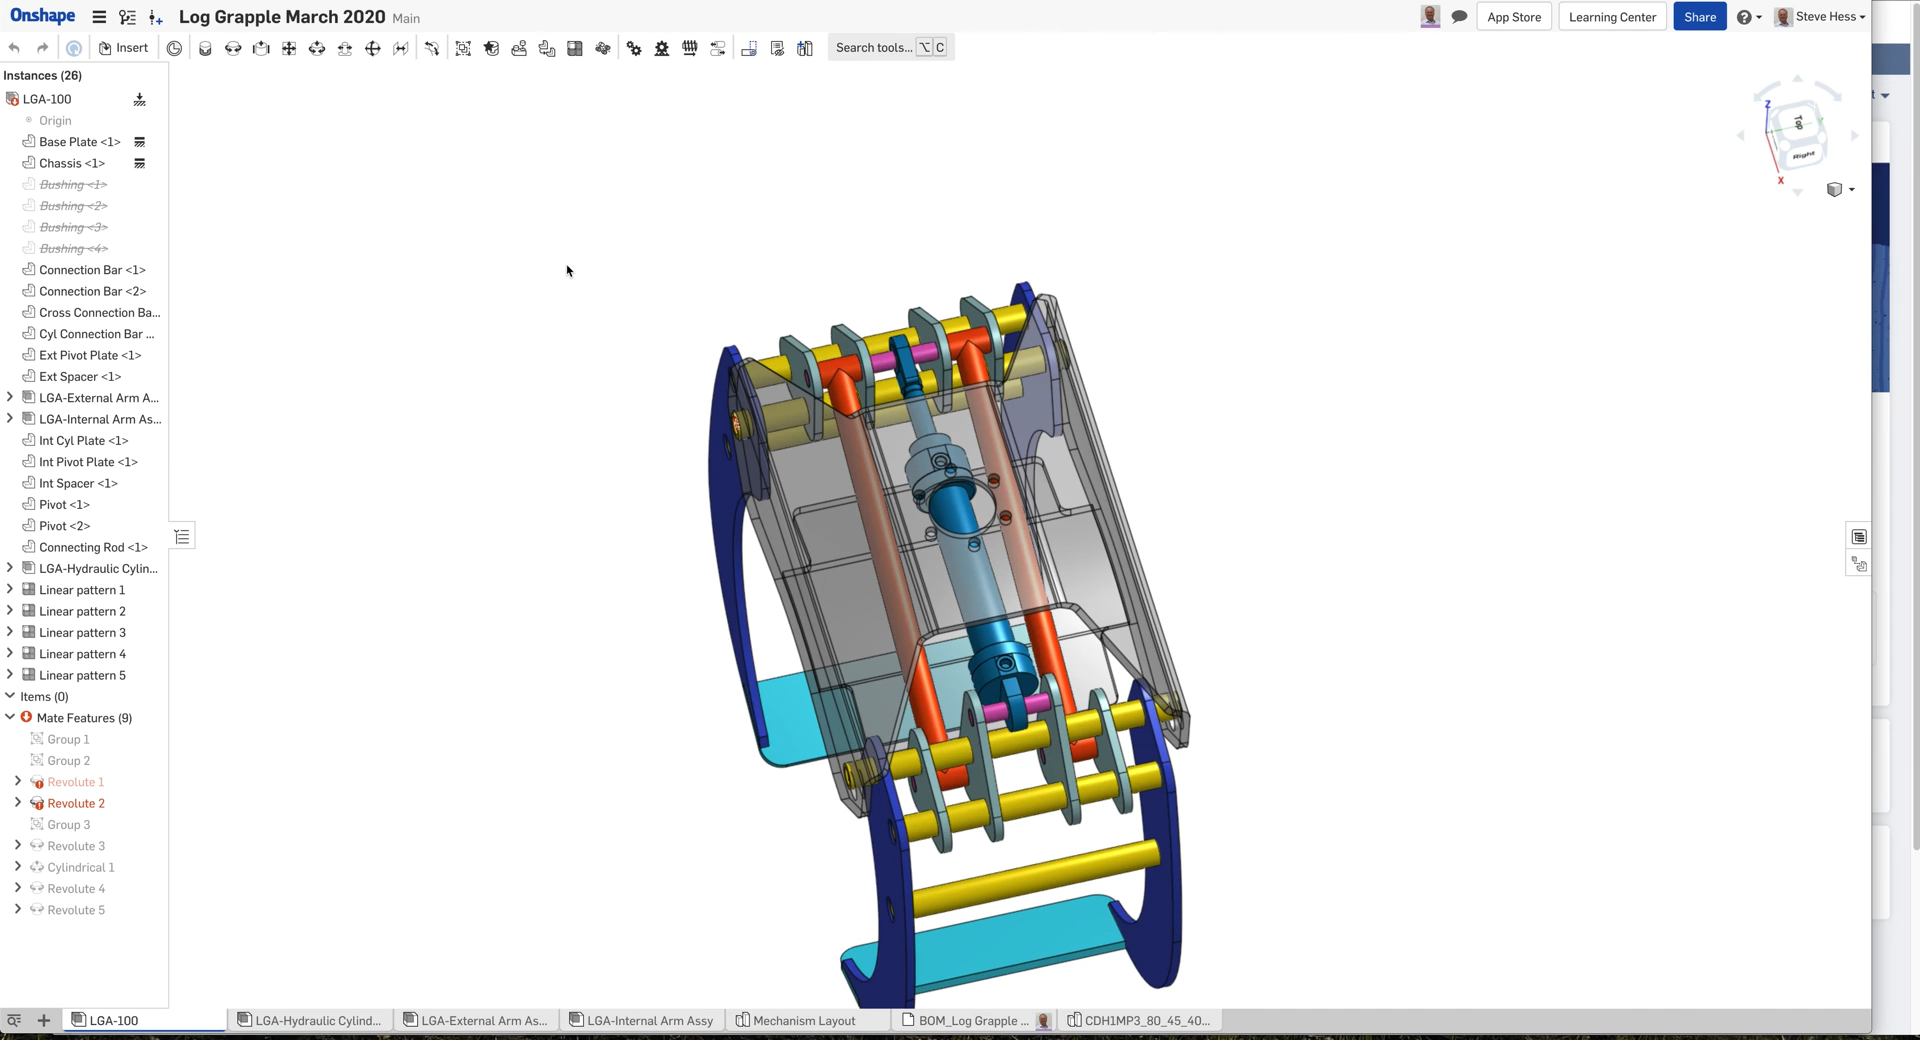 Onshape
Log Grapple March 2020 Main
App Store
Learning Center
Share
Steve Hess
Insert
Search tools... ⌥ C
Instances (26)
LGA-100
Origin
Base Plate <1>
Chassis <1>
Bushing <1>
Bushing <2>
Bushing <3>
Bushing <4>
Connection Bar <1>
Connection Bar <2>
Cross Connection Ba...
Cyl Connection Bar ...
Ext Pivot Plate <1>
Ext Spacer <1>
LGA-External Arm A...
LGA-Internal Arm As...
Int Cyl Plate <1>
Int Pivot Plate <1>
Int Spacer <1>
Pivot <1>
Pivot <2>
Connecting Rod <1>
LGA-Hydraulic Cylin...
Linear pattern 1
Linear pattern 2
Linear pattern 3
Linear pattern 4
Linear pattern 5
Items (0)
Mate Features (9)
Group 1
Group 2
Revolute 1
Revolute 2
Group 3
Revolute 3
Cylindrical 1
Revolute 4
Revolute 5
Z
Top
Right
X
LGA-100
LGA-Hydraulic Cylind...
LGA-External Arm As...
LGA-Internal Arm Assy
Mechanism Layout
BOM_Log Grapple ...
CDH1MP3_80_45_40...